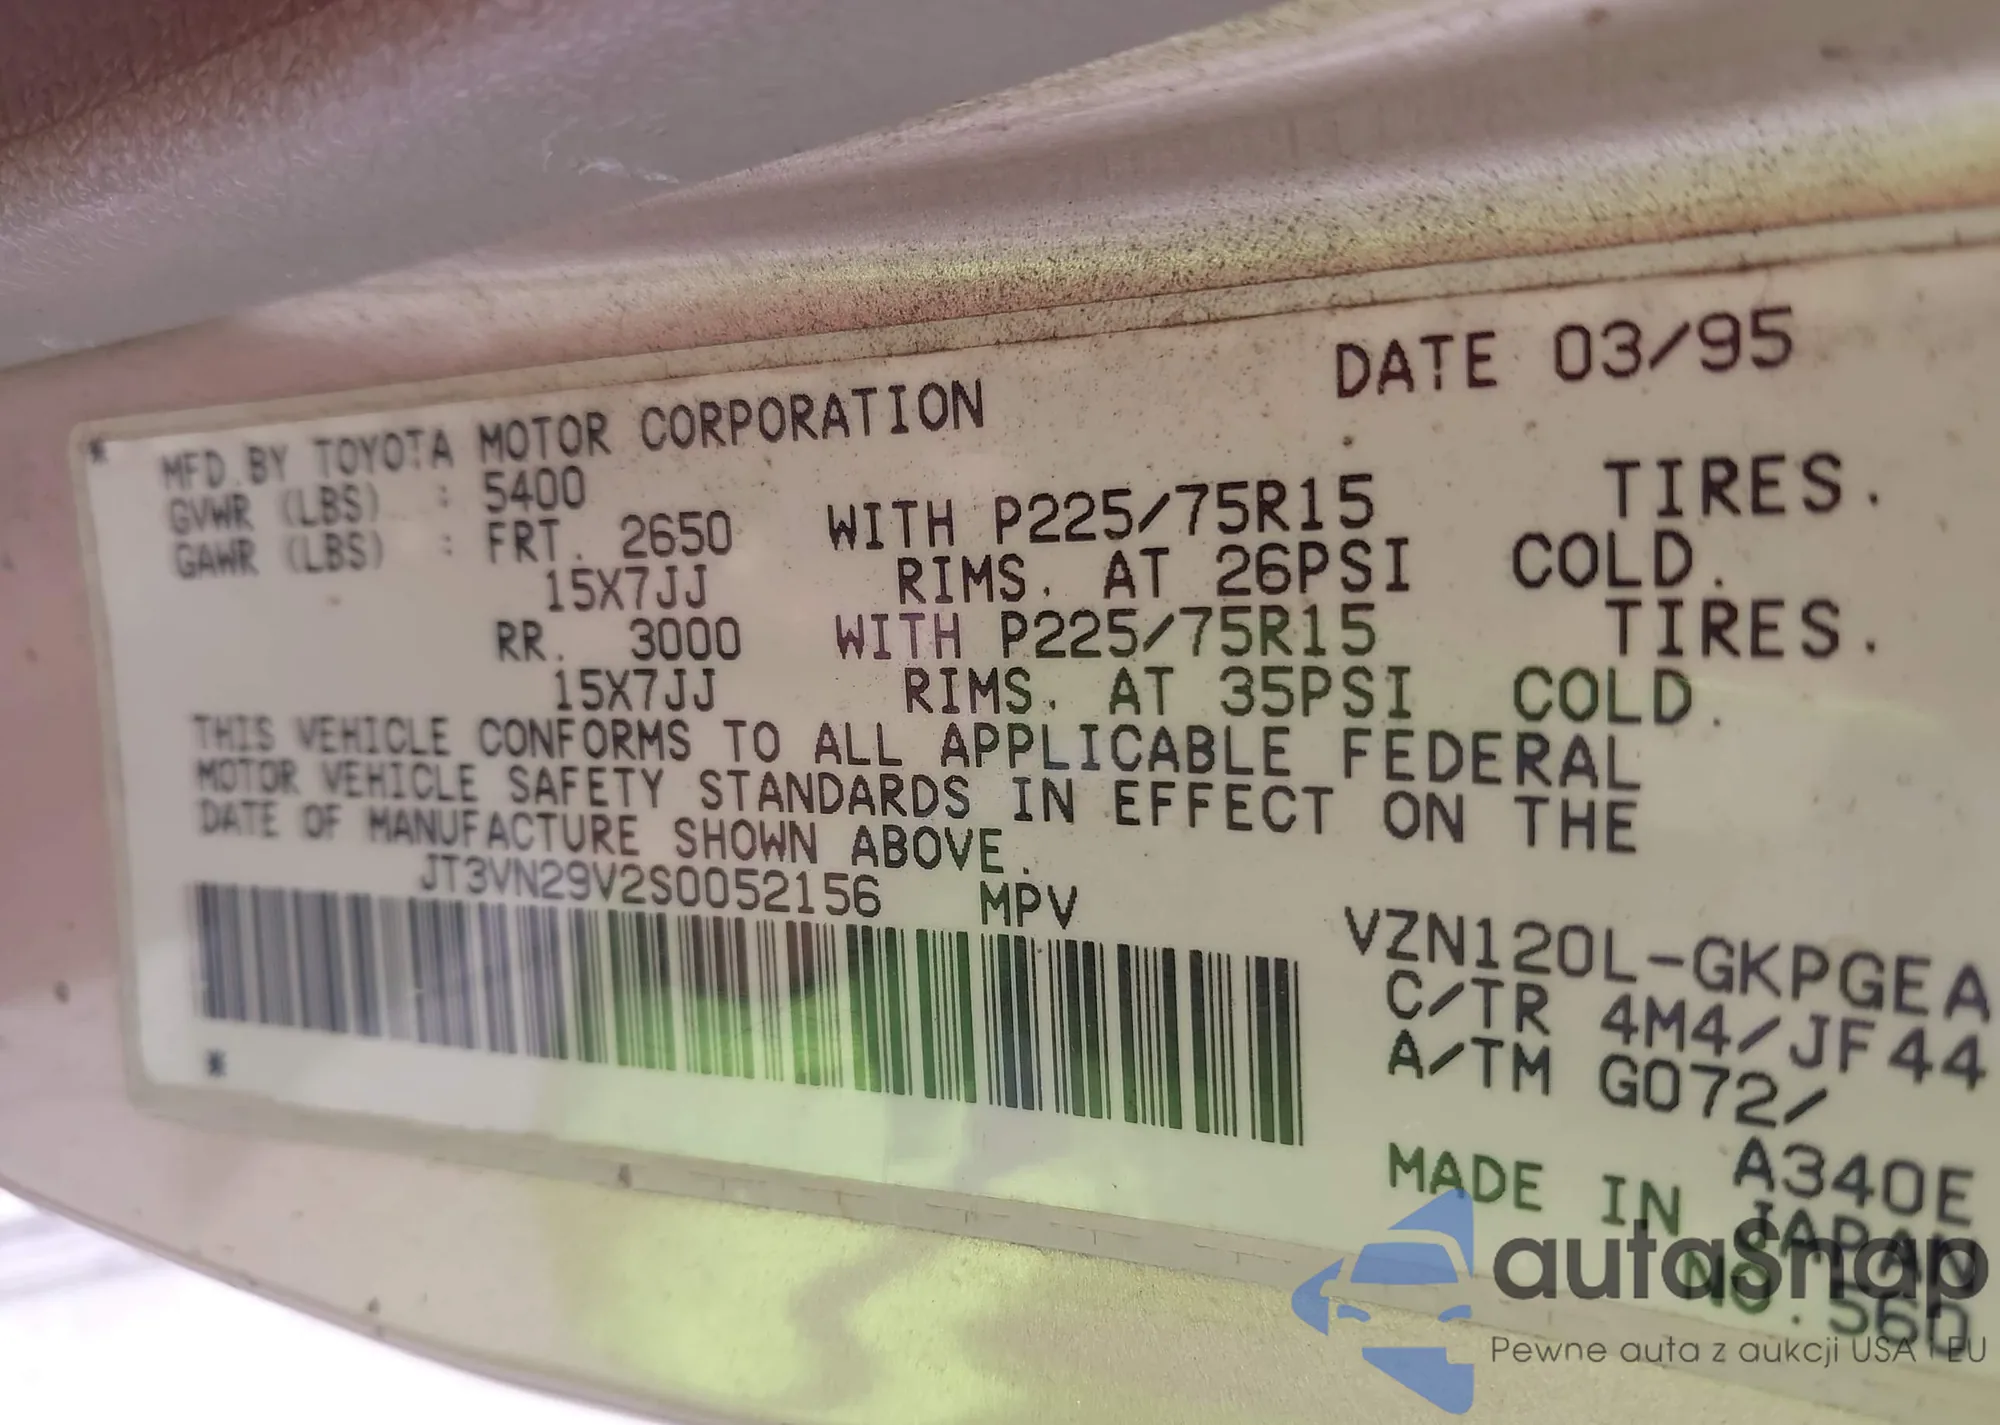 DATE 03/95
MFD.BY TOYOTA MOTOR CORPORATION
GVWR (LBS) : 5400
GAWR (LBS) : FRT. 2650 WITH P225/75R15 TIRES.
15X7JJ RIMS. AT 26PSI COLD.
RR. 3000 WITH P225/75R15 TIRES.
15X7JJ RIMS. AT 35PSI COLD.
THIS VEHICLE CONFORMS TO ALL APPLICABLE FEDERAL
MOTOR VEHICLE SAFETY STANDARDS IN EFFECT ON THE
DATE OF MANUFACTURE SHOWN ABOVE.
JT3VN29V2S0052156 MPV
VZN120L-GKPGEA
C/TR 4M4/JF44
A/TM G072/
A340E
MADE IN JAPAN
NO.560
autasnap
Pewne auta z aukcji USA i EU